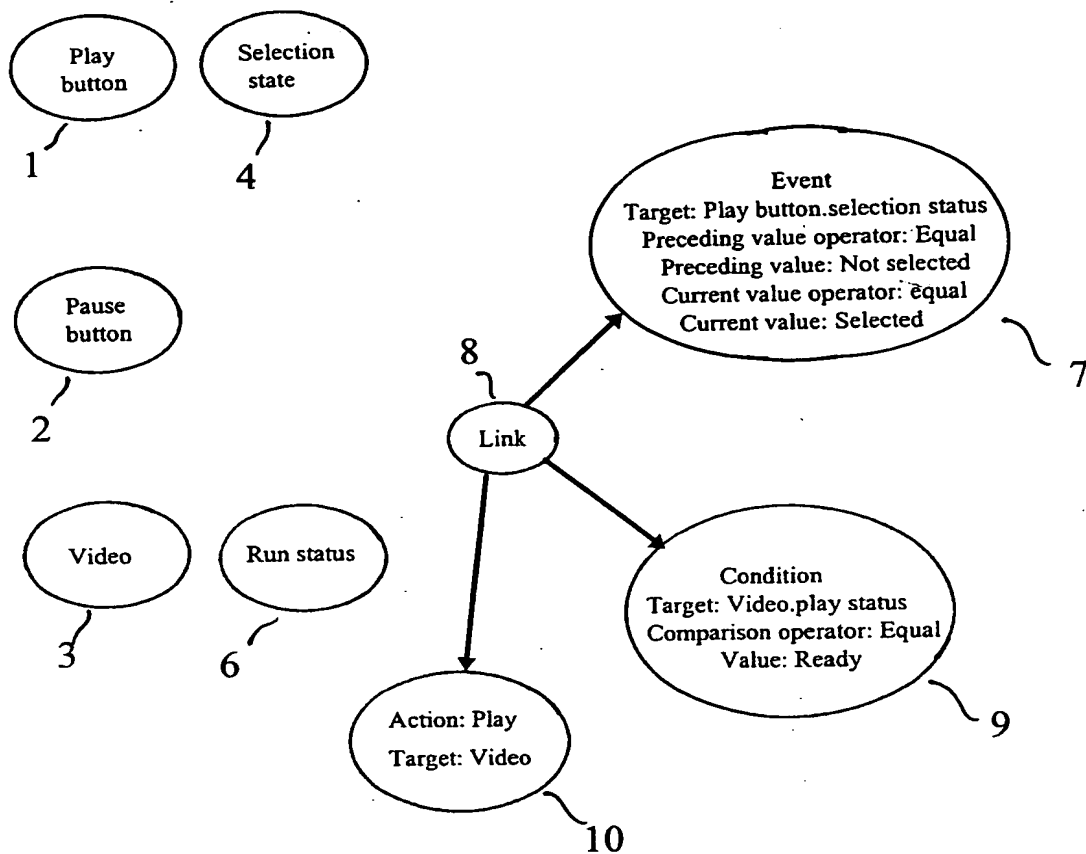 Play
button
1
Selection
state
4
Event
Target: Play button.selection status
Preceding value operator: Equal
Preceding value: Not selected
Current value operator: equal
Current value: Selected
7
Pause
button
2
8
Link
Video
3
Run status
6
Condition
Target: Video.play status
Comparison operator: Equal
Value: Ready
9
Action: Play
Target: Video
10